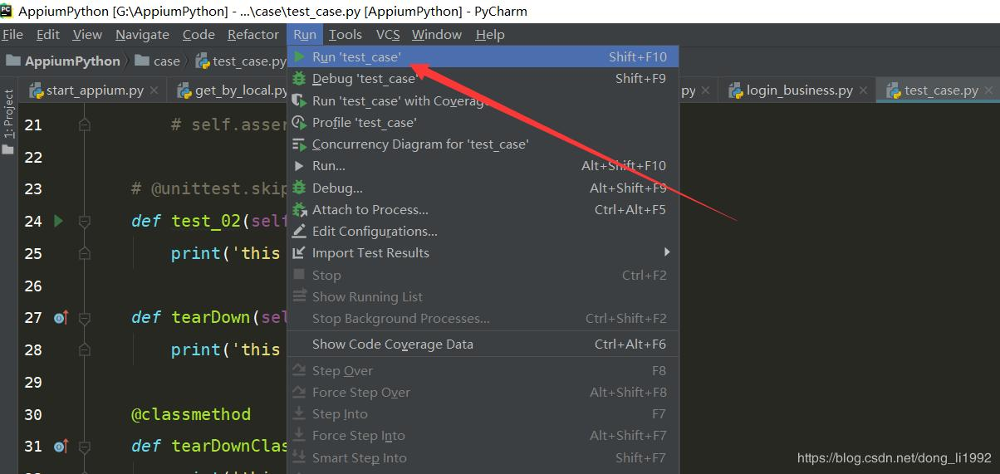 AppiumPython [G:\AppiumPython] - ...\case\test_case.py [AppiumPython] - PyCharm
File Edit View Navigate Code Refactor Run Tools VCS Window Help
AppiumPython case test_case.py
start_appium.py get_by_local.py py login_business.py test_case.py
1: Project
Run 'test_case' Shift+F10
Debug 'test_case' Shift+F9
Run 'test_case' with Coverage
Profile 'test_case'
Concurrency Diagram for 'test_case'
Run... Alt+Shift+F10
Debug... Alt+Shift+F9
Attach to Process... Ctrl+Alt+F5
Edit Configurations...
Import Test Results
Stop Ctrl+F2
Show Running List
Stop Background Processes... Ctrl+Shift+F2
Show Code Coverage Data Ctrl+Alt+F6
Step Over F8
Force Step Over Alt+Shift+F8
Step Into F7
Force Step Into Alt+Shift+F7
Smart Step Into Shift+F7
21 # self.asser
22
23 # @unittest.skip
24 def test_02(self
25 print('this
26
27 def tearDown(sel
28 print('this
29
30 @classmethod
31 def tearDownClas
https://blog.csdn.net/dong_li1992